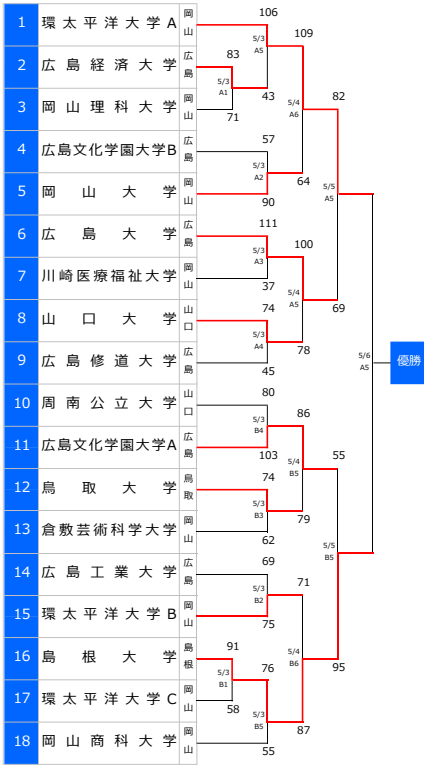 1 環太平洋大学A 岡山
2 広島経済大学 広島
3 岡山理科大学 岡山
4 広島文化学園大学B 広島
5 岡山大学 岡山
6 広島大学 広島
7 川崎医療福祉大学 岡山
8 山口大学 山口
9 広島修道大学 広島
10 周南公立大学 山口
11 広島文化学園大学A 広島
12 鳥取大学 鳥取
13 倉敷芸術科学大学 岡山
14 広島工業大学 広島
15 環太平洋大学B 岡山
16 島根大学 島根
17 環太平洋大学C 岡山
18 岡山商科大学 岡山
83
5/3
A1
71
91
5/3
B1
58
106
5/3
A5
43
57
5/3
A2
90
111
5/3
A3
37
74
5/3
A4
45
80
5/3
B4
103
74
5/3
B3
62
69
5/3
B2
75
76
5/3
B5
55
109
5/4
A6
64
100
5/4
A5
78
86
5/4
B5
79
71
5/4
B6
87
82
5/5
A5
69
55
5/5
B5
95
5/6
A5
優勝